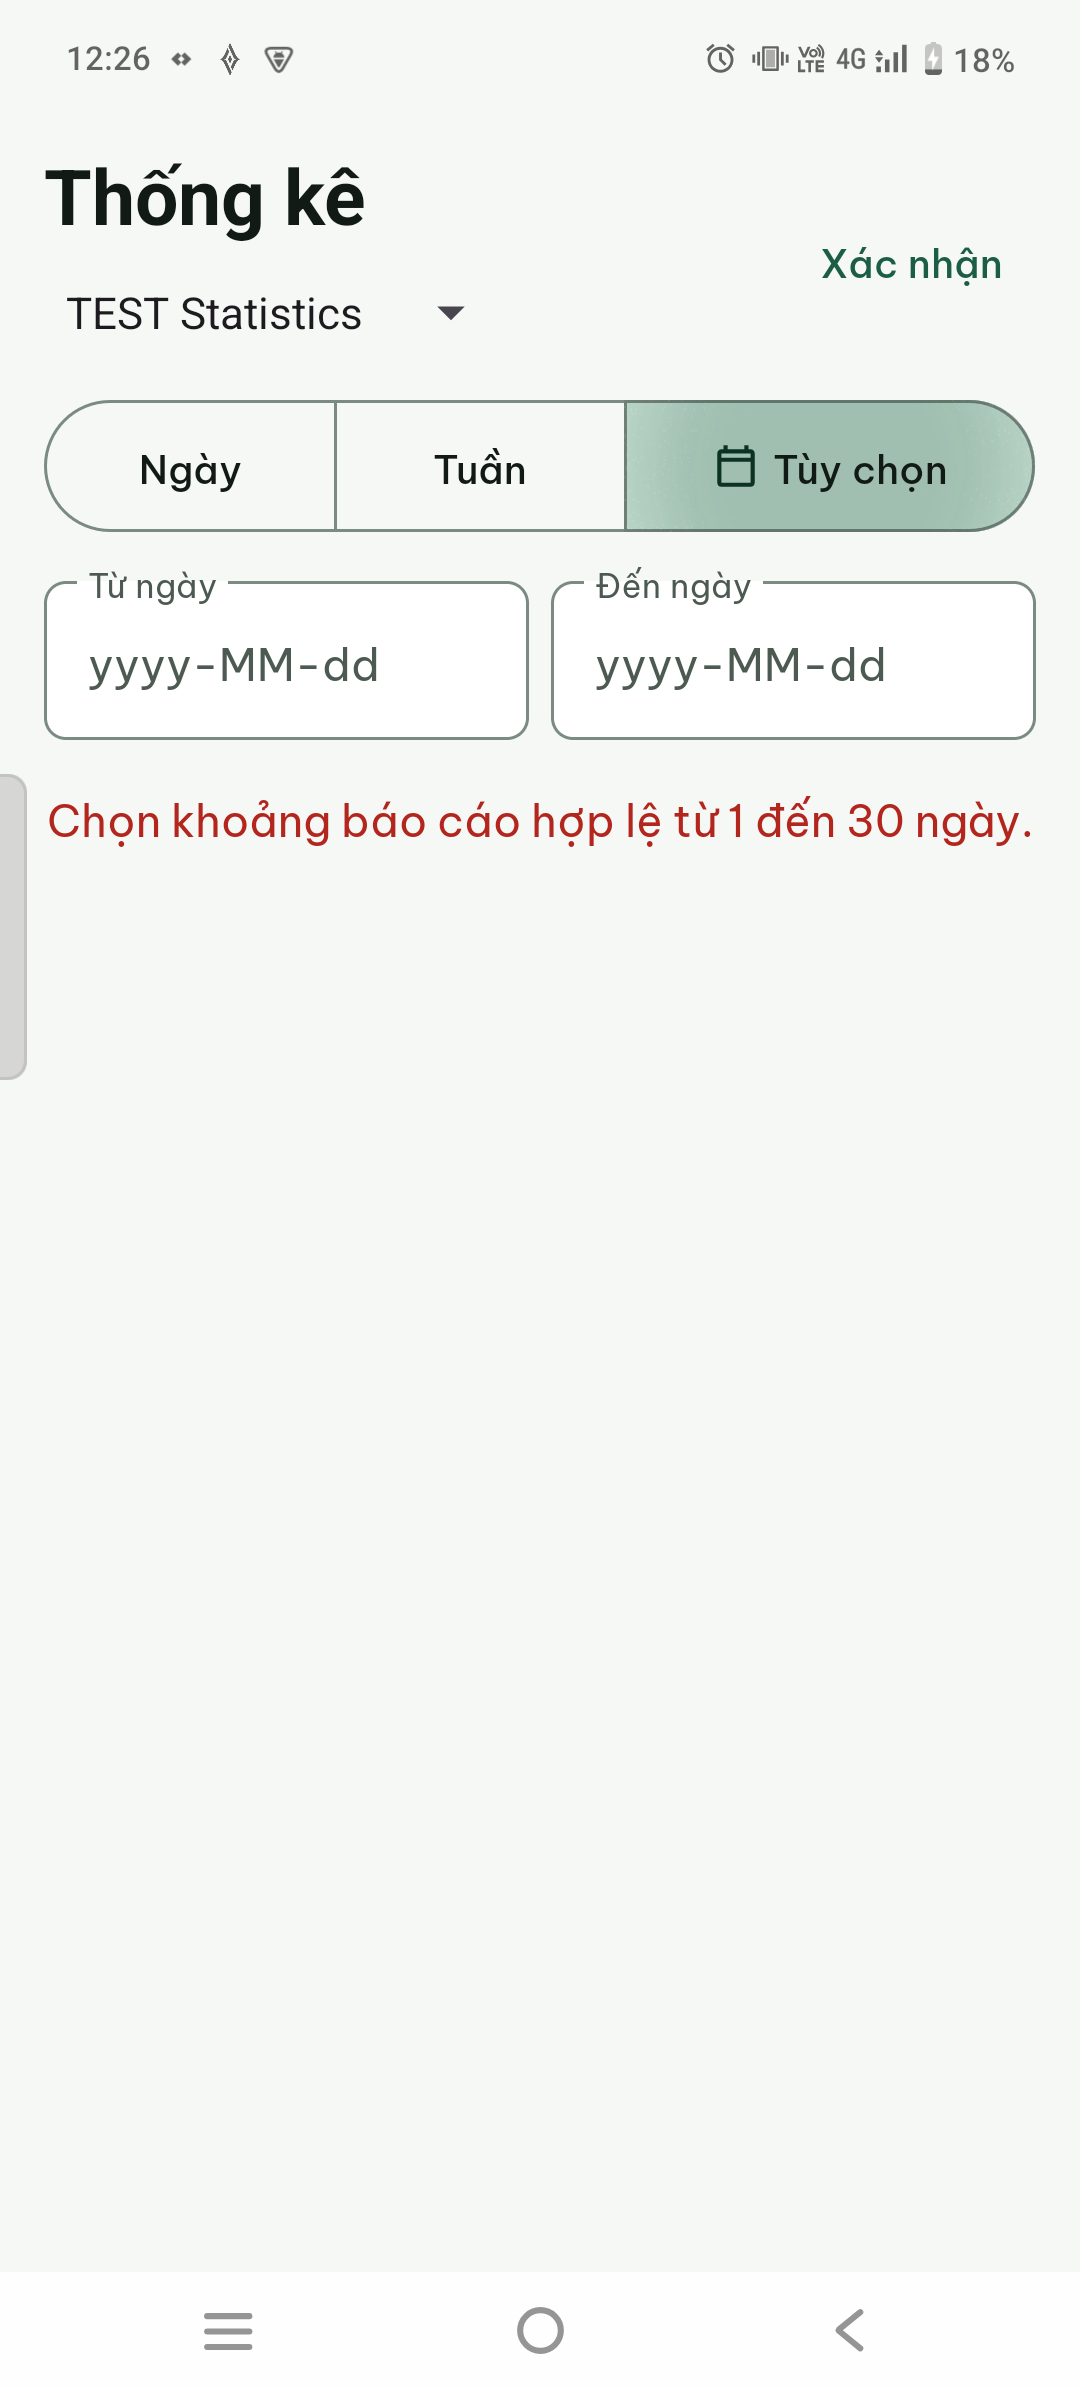 12:26
VoLTE 4G 18%
Thống kê
Xác nhận
TEST Statistics
Ngày
Tuần
Tùy chọn
Từ ngày
Đến ngày
yyyy-MM-dd
yyyy-MM-dd
Chọn khoảng báo cáo hợp lệ từ 1 đến 30 ngày.